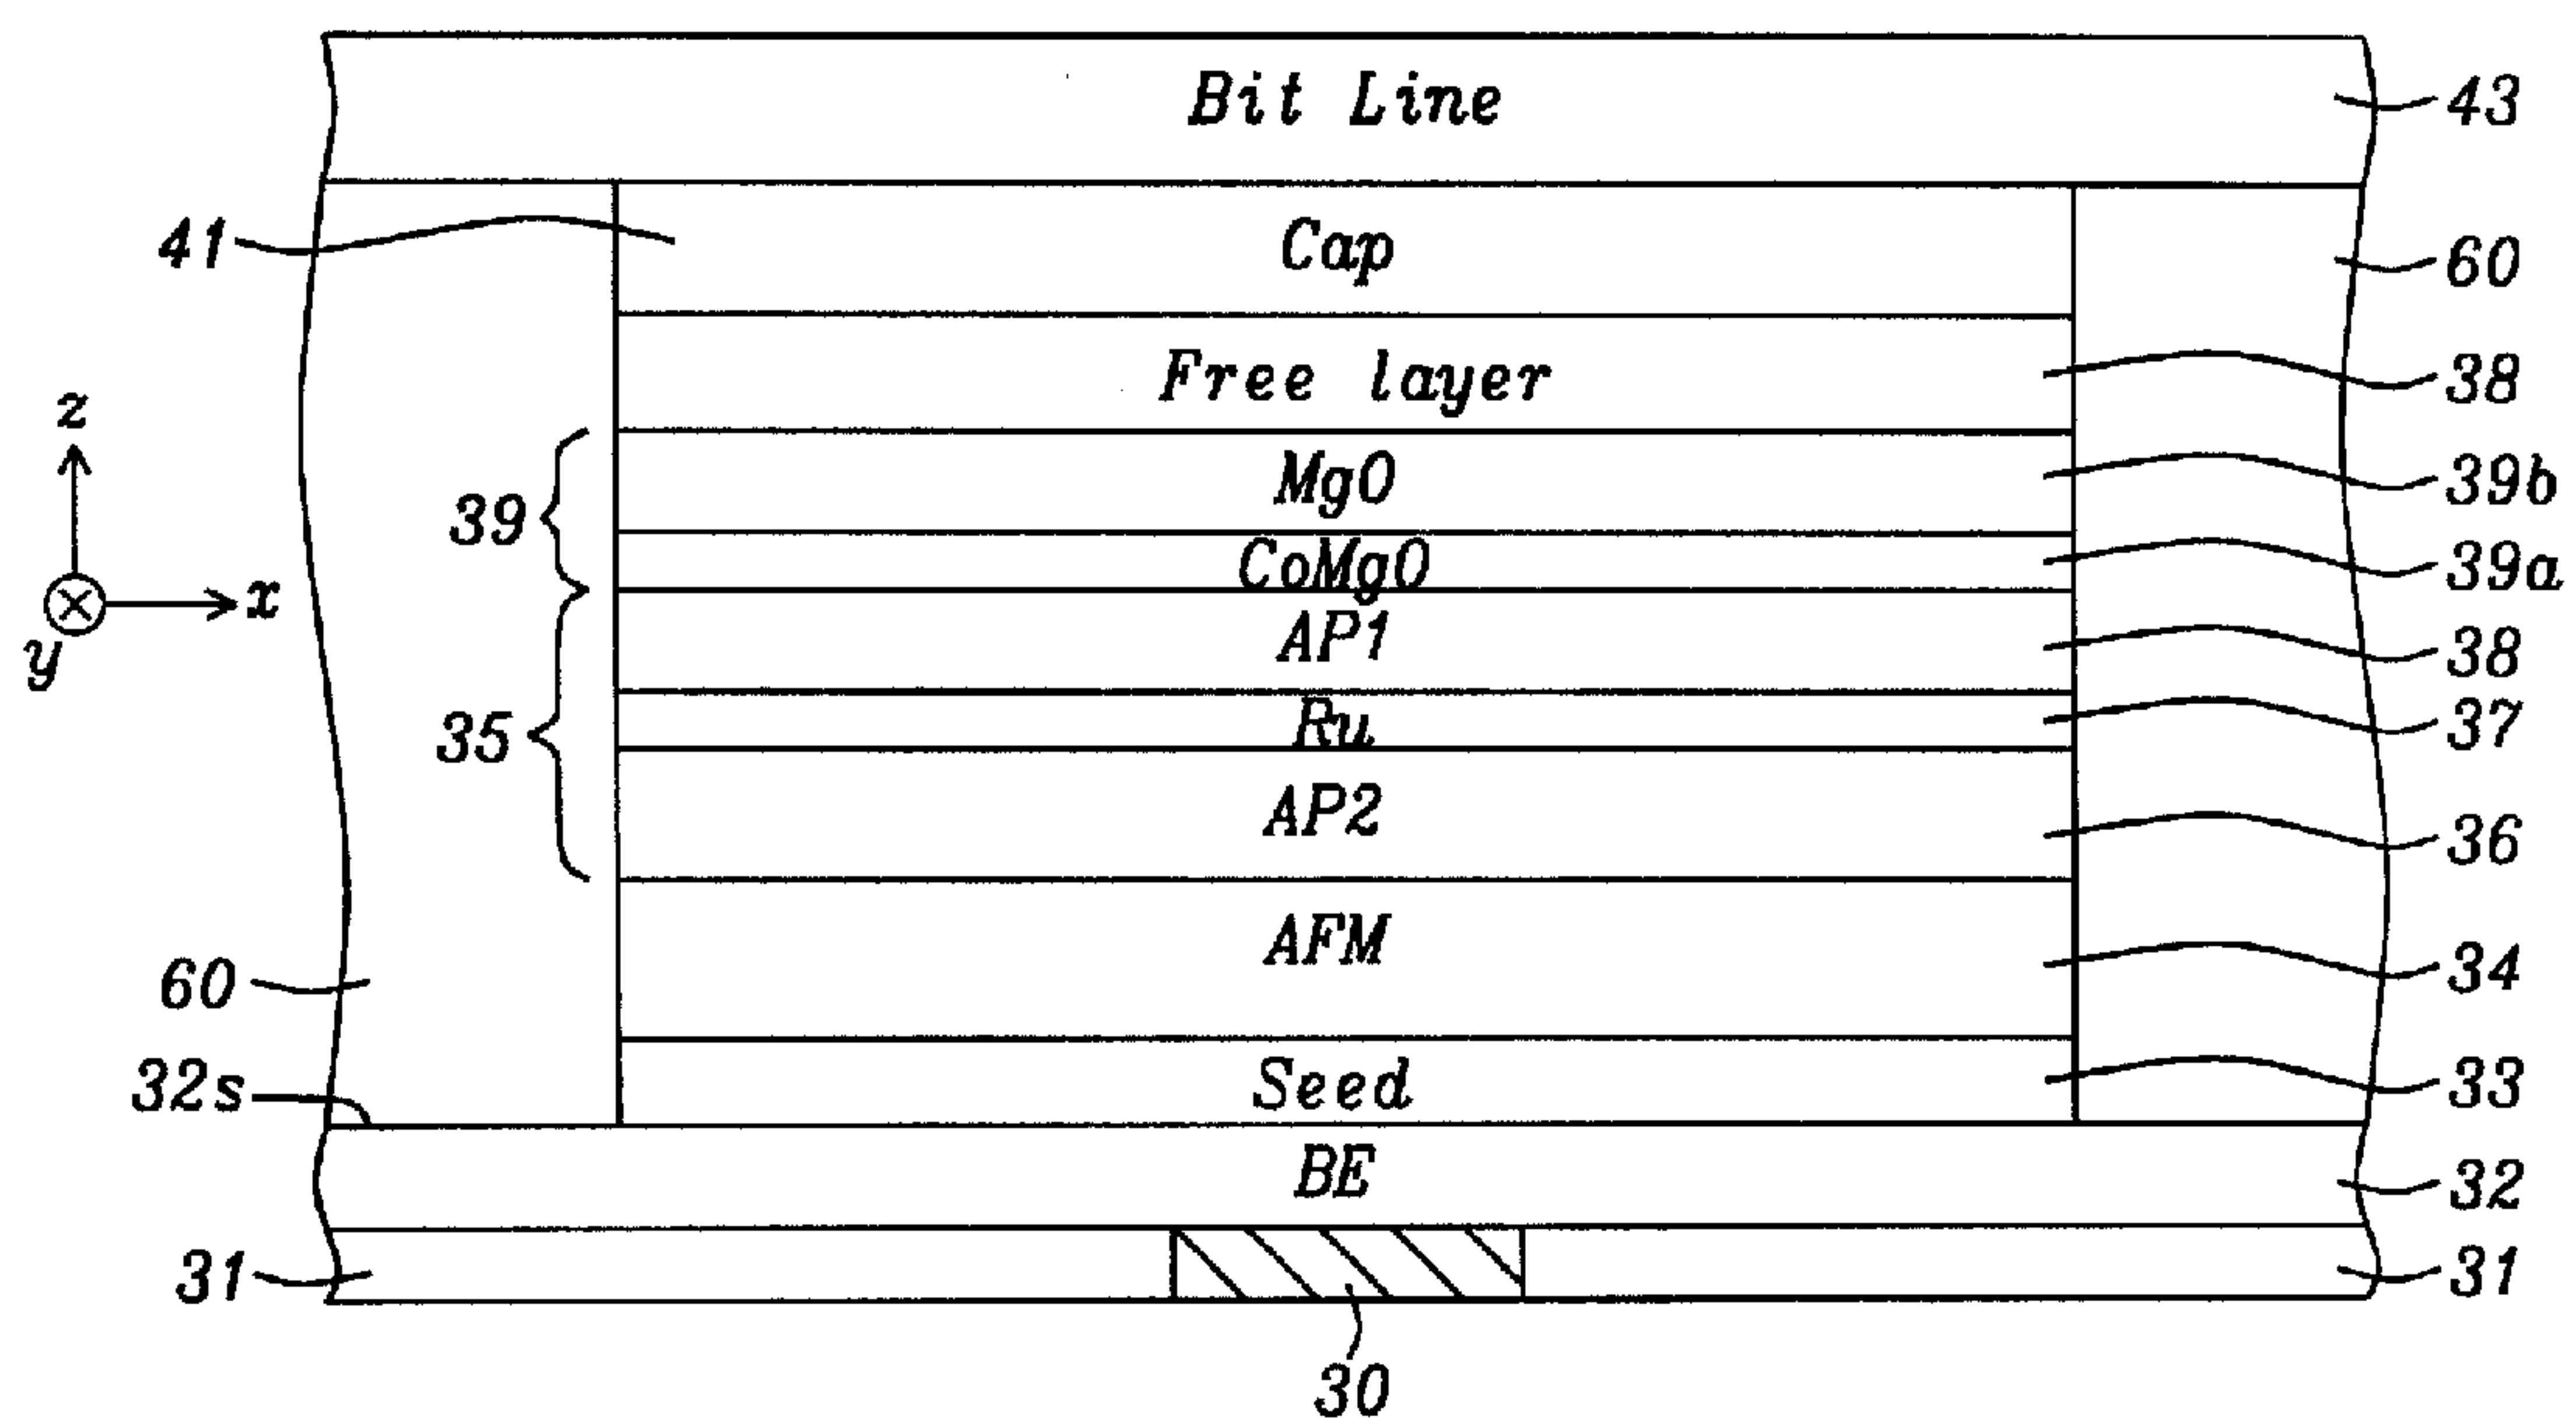 Bit Line 43
41 Cap 60
Free layer 38
z
39 MgO 39b
CoMgO 39a
x
y
AP1 38
35 Ru 37
AP2 36
60 AFM 34
32s Seed 33
BE 32
31 31
30